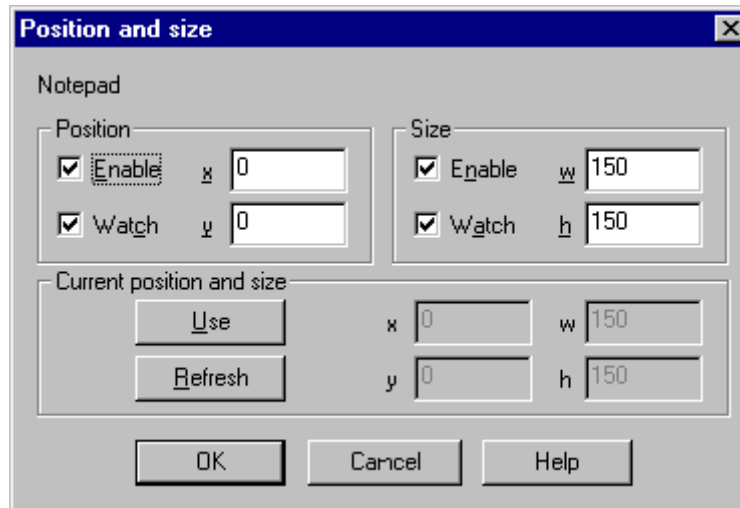 Position and size
Notepad
Position
Size
Enable x 0
Enable w 150
Watch y 0
Watch h 150
Current position and size
Use x 0 w 150
Refresh y 0 h 150
OK Cancel Help